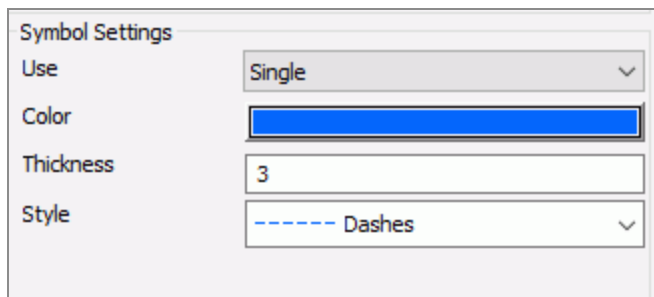 Symbol Settings
Use Single
Color
Thickness 3
Style Dashes